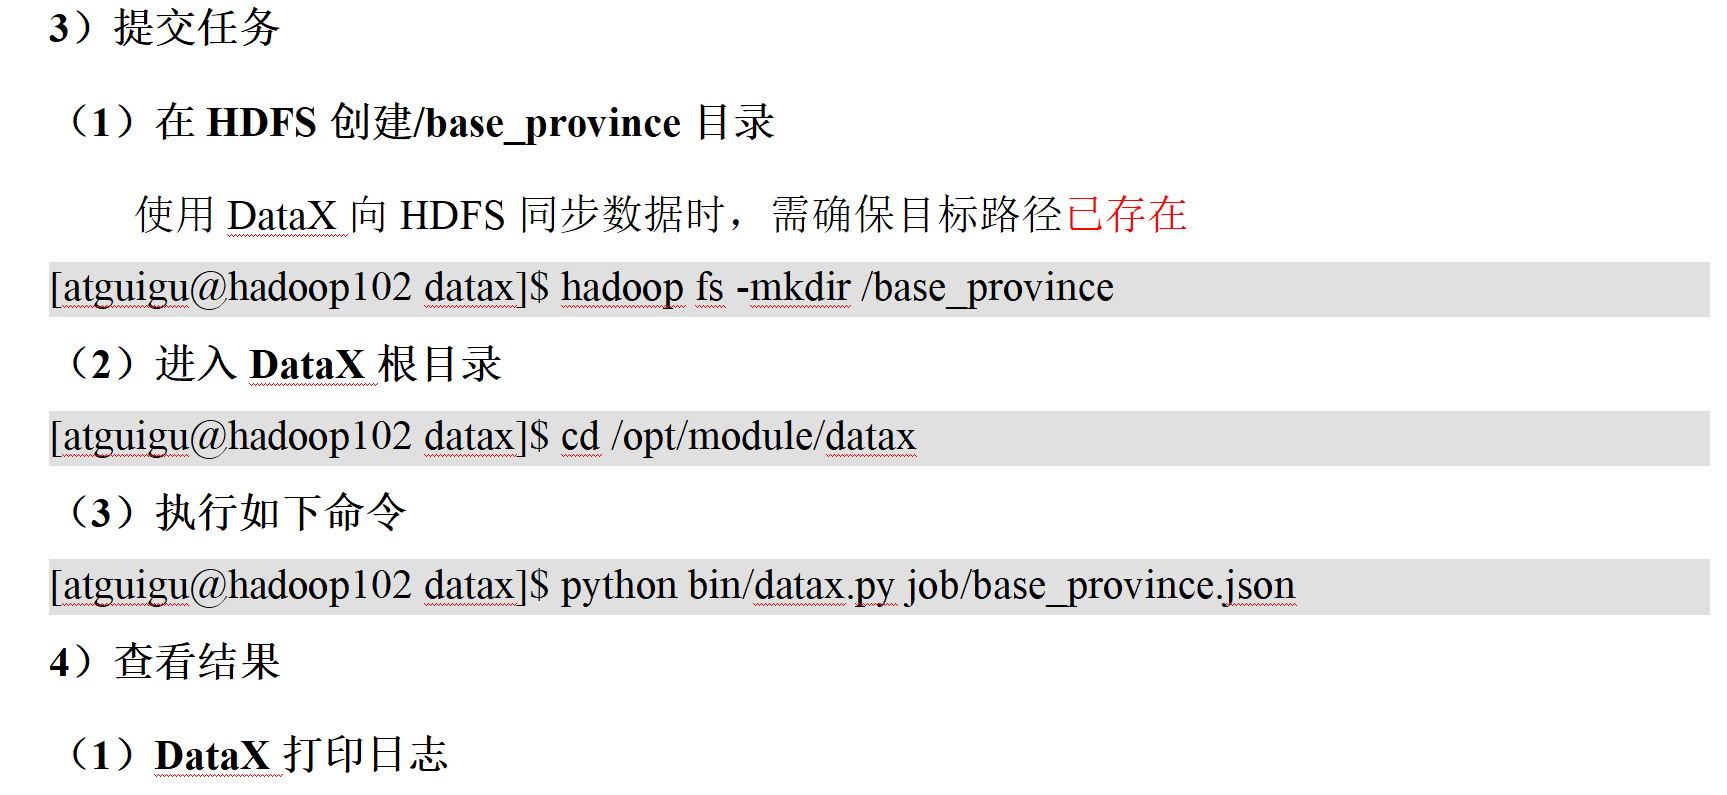 3）提交任务
（1）在 HDFS 创建/base_province 目录
使用 DataX 向 HDFS 同步数据时，需确保目标路径已存在
[atguigu@hadoop102 datax]$ hadoop fs -mkdir /base_province
（2）进入 DataX 根目录
[atguigu@hadoop102 datax]$ cd /opt/module/datax
（3）执行如下命令
[atguigu@hadoop102 datax]$ python bin/datax.py job/base_province.json
4）查看结果
（1）DataX 打印日志